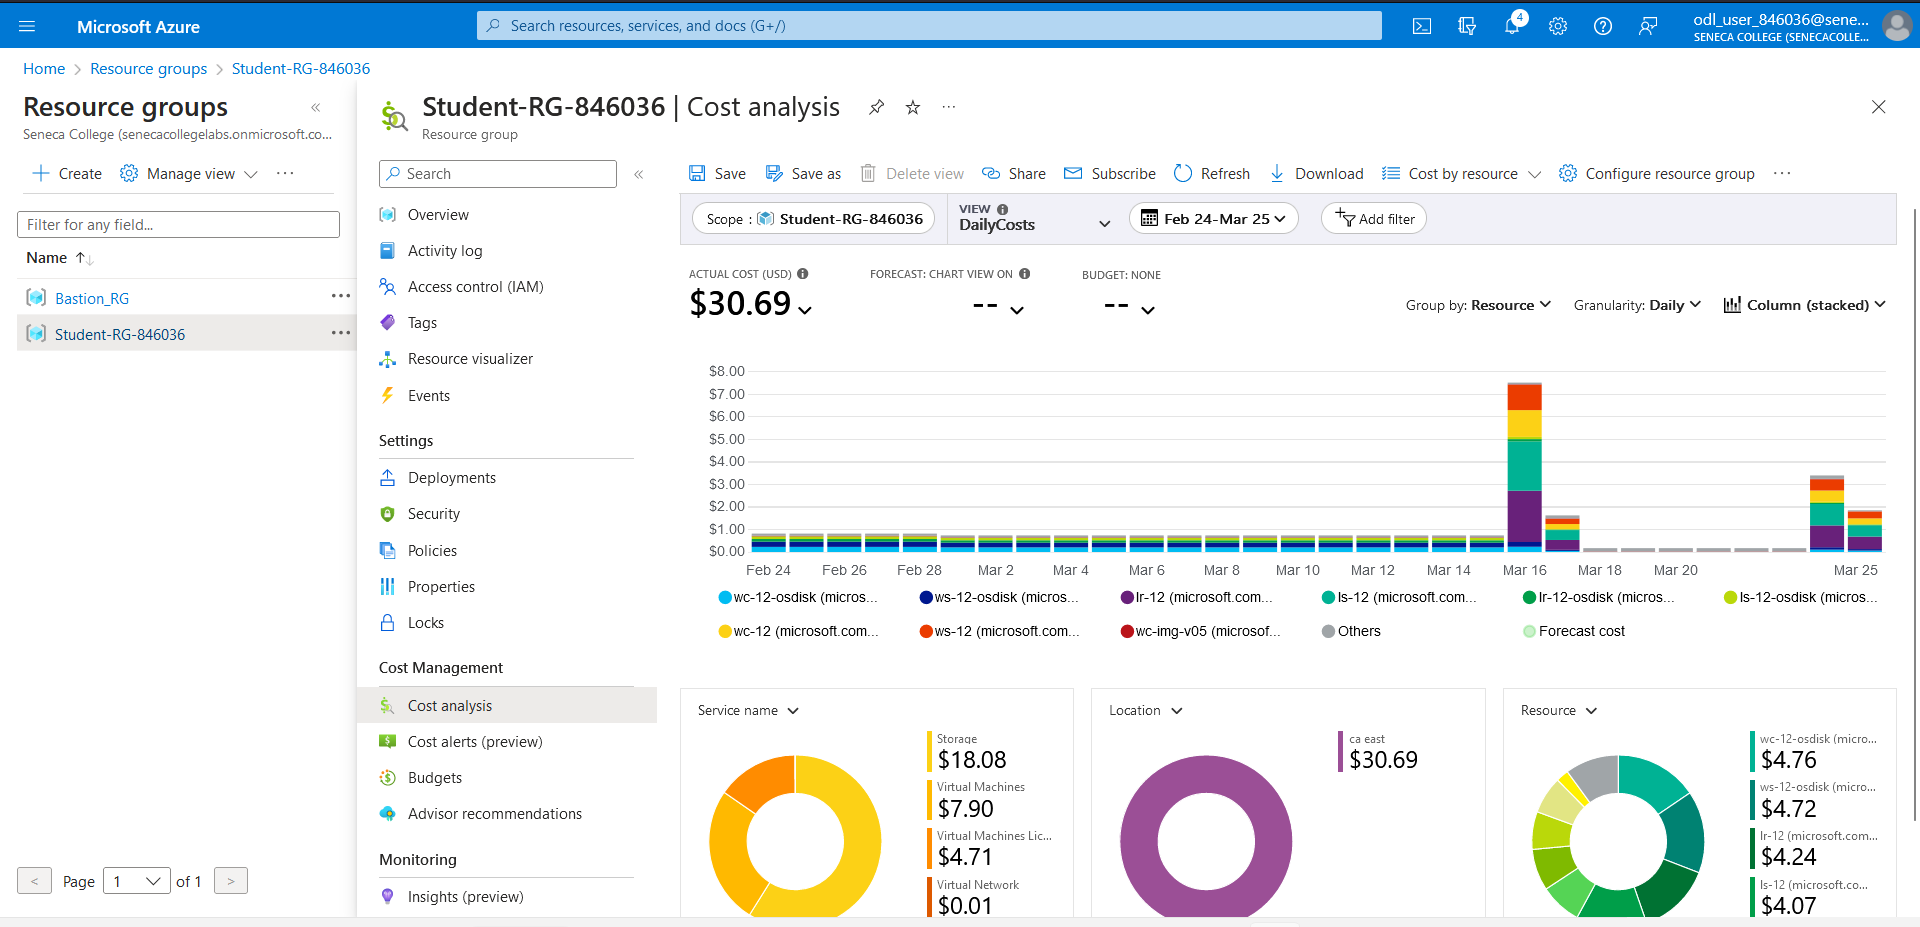 Microsoft Azure
Search resources, services, and docs (G+/)
4
odl_user_846036@sene...
SENECA COLLEGE (SENECACOLLE...
Home > Resource groups > Student-RG-846036
Resource groups
Seneca College (senecacollegelabs.onmicrosoft.co...
Create
Manage view
Filter for any field...
Name
Bastion_RG
Student-RG-846036
< Page 1 of 1 >
Student-RG-846036 | Cost analysis
Resource group
Search
Overview
Activity log
Access control (IAM)
Tags
Resource visualizer
Events
Settings
Deployments
Security
Policies
Properties
Locks
Cost Management
Cost analysis
Cost alerts (preview)
Budgets
Advisor recommendations
Monitoring
Insights (preview)
Save
Save as
Delete view
Share
Subscribe
Refresh
Download
Cost by resource
Configure resource group
Scope : Student-RG-846036
VIEW
DailyCosts
Feb 24-Mar 25
Add filter
ACTUAL COST (USD)
$30.69
FORECAST: CHART VIEW ON
--
BUDGET: NONE
--
Group by: Resource
Granularity: Daily
Column (stacked)
$8.00
$7.00
$6.00
$5.00
$4.00
$3.00
$2.00
$1.00
$0.00
Feb 24 Feb 26 Feb 28 Mar 2 Mar 4 Mar 6 Mar 8 Mar 10 Mar 12 Mar 14 Mar 16 Mar 18 Mar 20 Mar 25
wc-12-osdisk (micros... ws-12-osdisk (micros... lr-12 (microsoft.com... ls-12 (microsoft.com... lr-12-osdisk (micros... ls-12-osdisk (micros...
wc-12 (microsoft.com... ws-12 (microsoft.com... wc-img-v05 (microsof... Others Forecast cost
Service name
Storage
$18.08
Virtual Machines
$7.90
Virtual Machines Lic...
$4.71
Virtual Network
$0.01
Location
ca east
$30.69
Resource
wc-12-osdisk (micro...
$4.76
ws-12-osdisk (micro...
$4.72
lr-12 (microsoft.com...
$4.24
ls-12 (microsoft.co...
$4.07